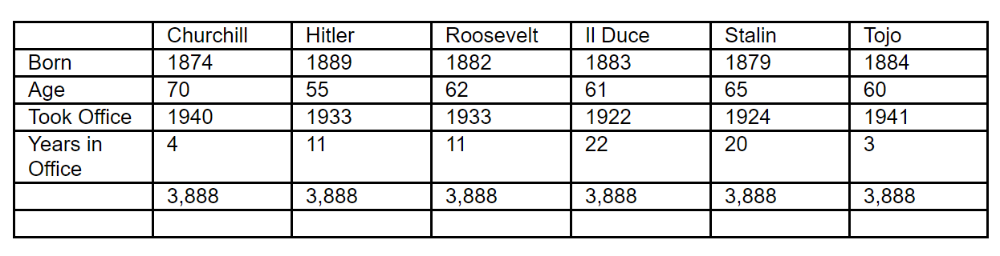 Churchill Hitler Roosevelt Il Duce Stalin Tojo
Born 1874 1889 1882 1883 1879 1884
Age 70 55 62 61 65 60
Took Office 1940 1933 1933 1922 1924 1941
Years in 4 11 11 22 20 3
Office
3,888 3,888 3,888 3,888 3,888 3,888